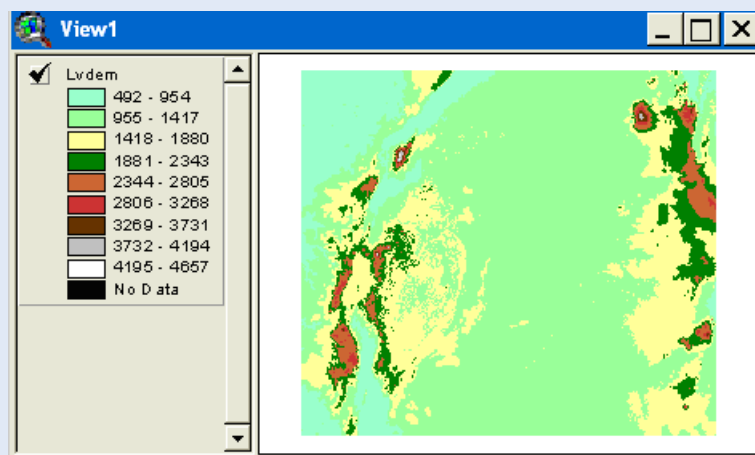 View1
Lvdem
492 - 954
955 - 1417
1418 - 1880
1881 - 2343
2344 - 2805
2806 - 3268
3269 - 3731
3732 - 4194
4195 - 4657
No Data